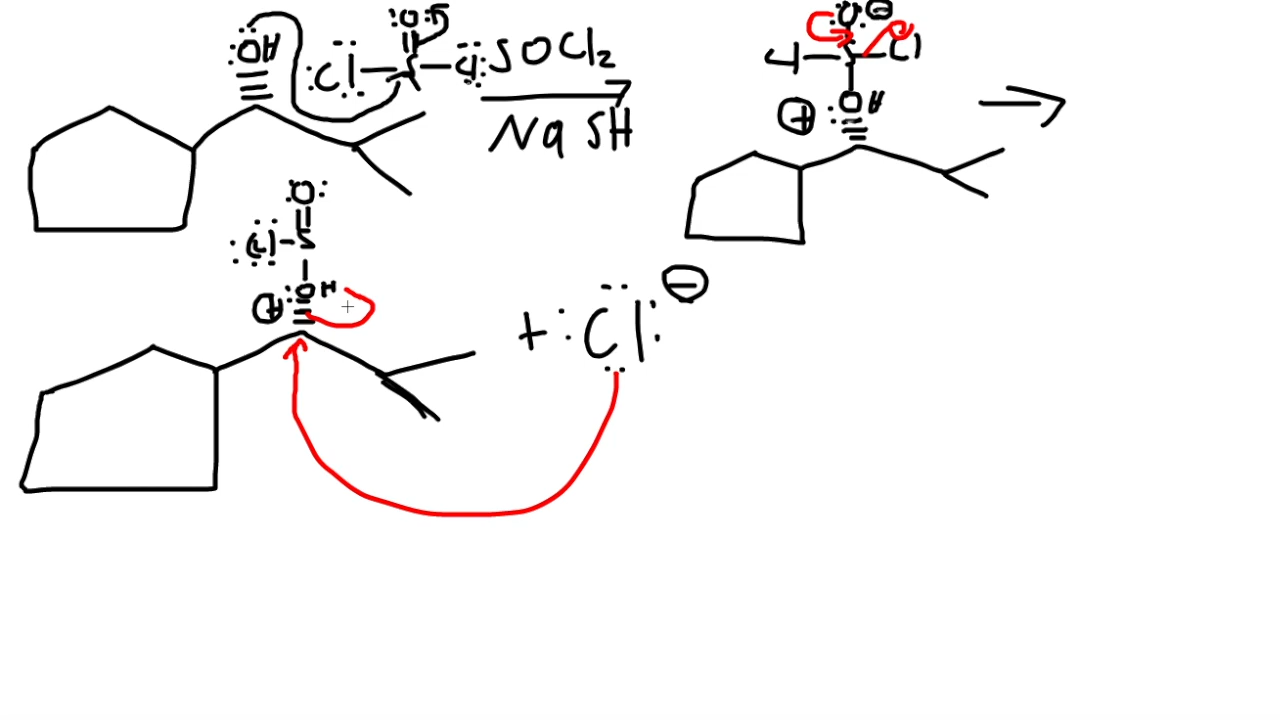 OH
O
Cl S Cl
SOCl₂
NaSH
O ⊖
Cl S Cl
⊕ OH
O
Cl S
⊕ OH
+ Cl ⊖